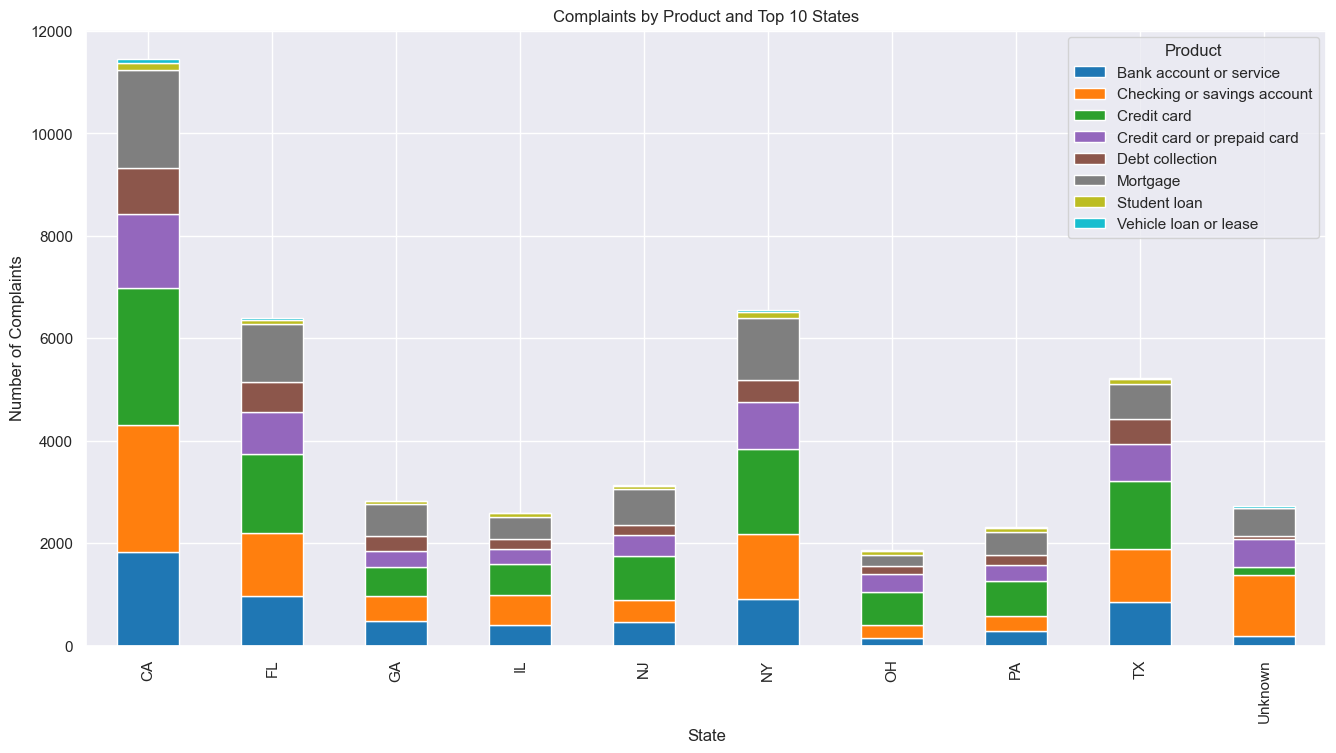 Complaints by Product and Top 10 States
Product
Bank account or service
Checking or savings account
Credit card
Credit card or prepaid card
Debt collection
Mortgage
Student loan
Vehicle loan or lease
Number of Complaints
12000
10000
8000
6000
4000
2000
0
CA
FL
GA
IL
NJ
NY
OH
PA
TX
Unknown
State